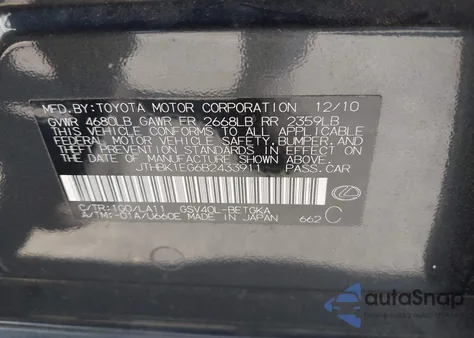 MFD.BY:TOYOTA MOTOR CORPORATION 12/10
GVWR 4680LB GAWR FR 2668LB RR 2359LB
THIS VEHICLE CONFORMS TO ALL APPLICABLE
FEDERAL MOTOR VEHICLE SAFETY,BUMPER,AND
THEFT PREVENTION STANDARDS IN EFFECT ON
THE DATE OF MANUFACTURE SHOWN ABOVE.
JTHBK1EG6B2433911 PASS.CAR
C/TR:1G0/LA11 GSV40L-BETGKA
A/TM:-01A/U660E MADE IN JAPAN 662 C
autoSnap